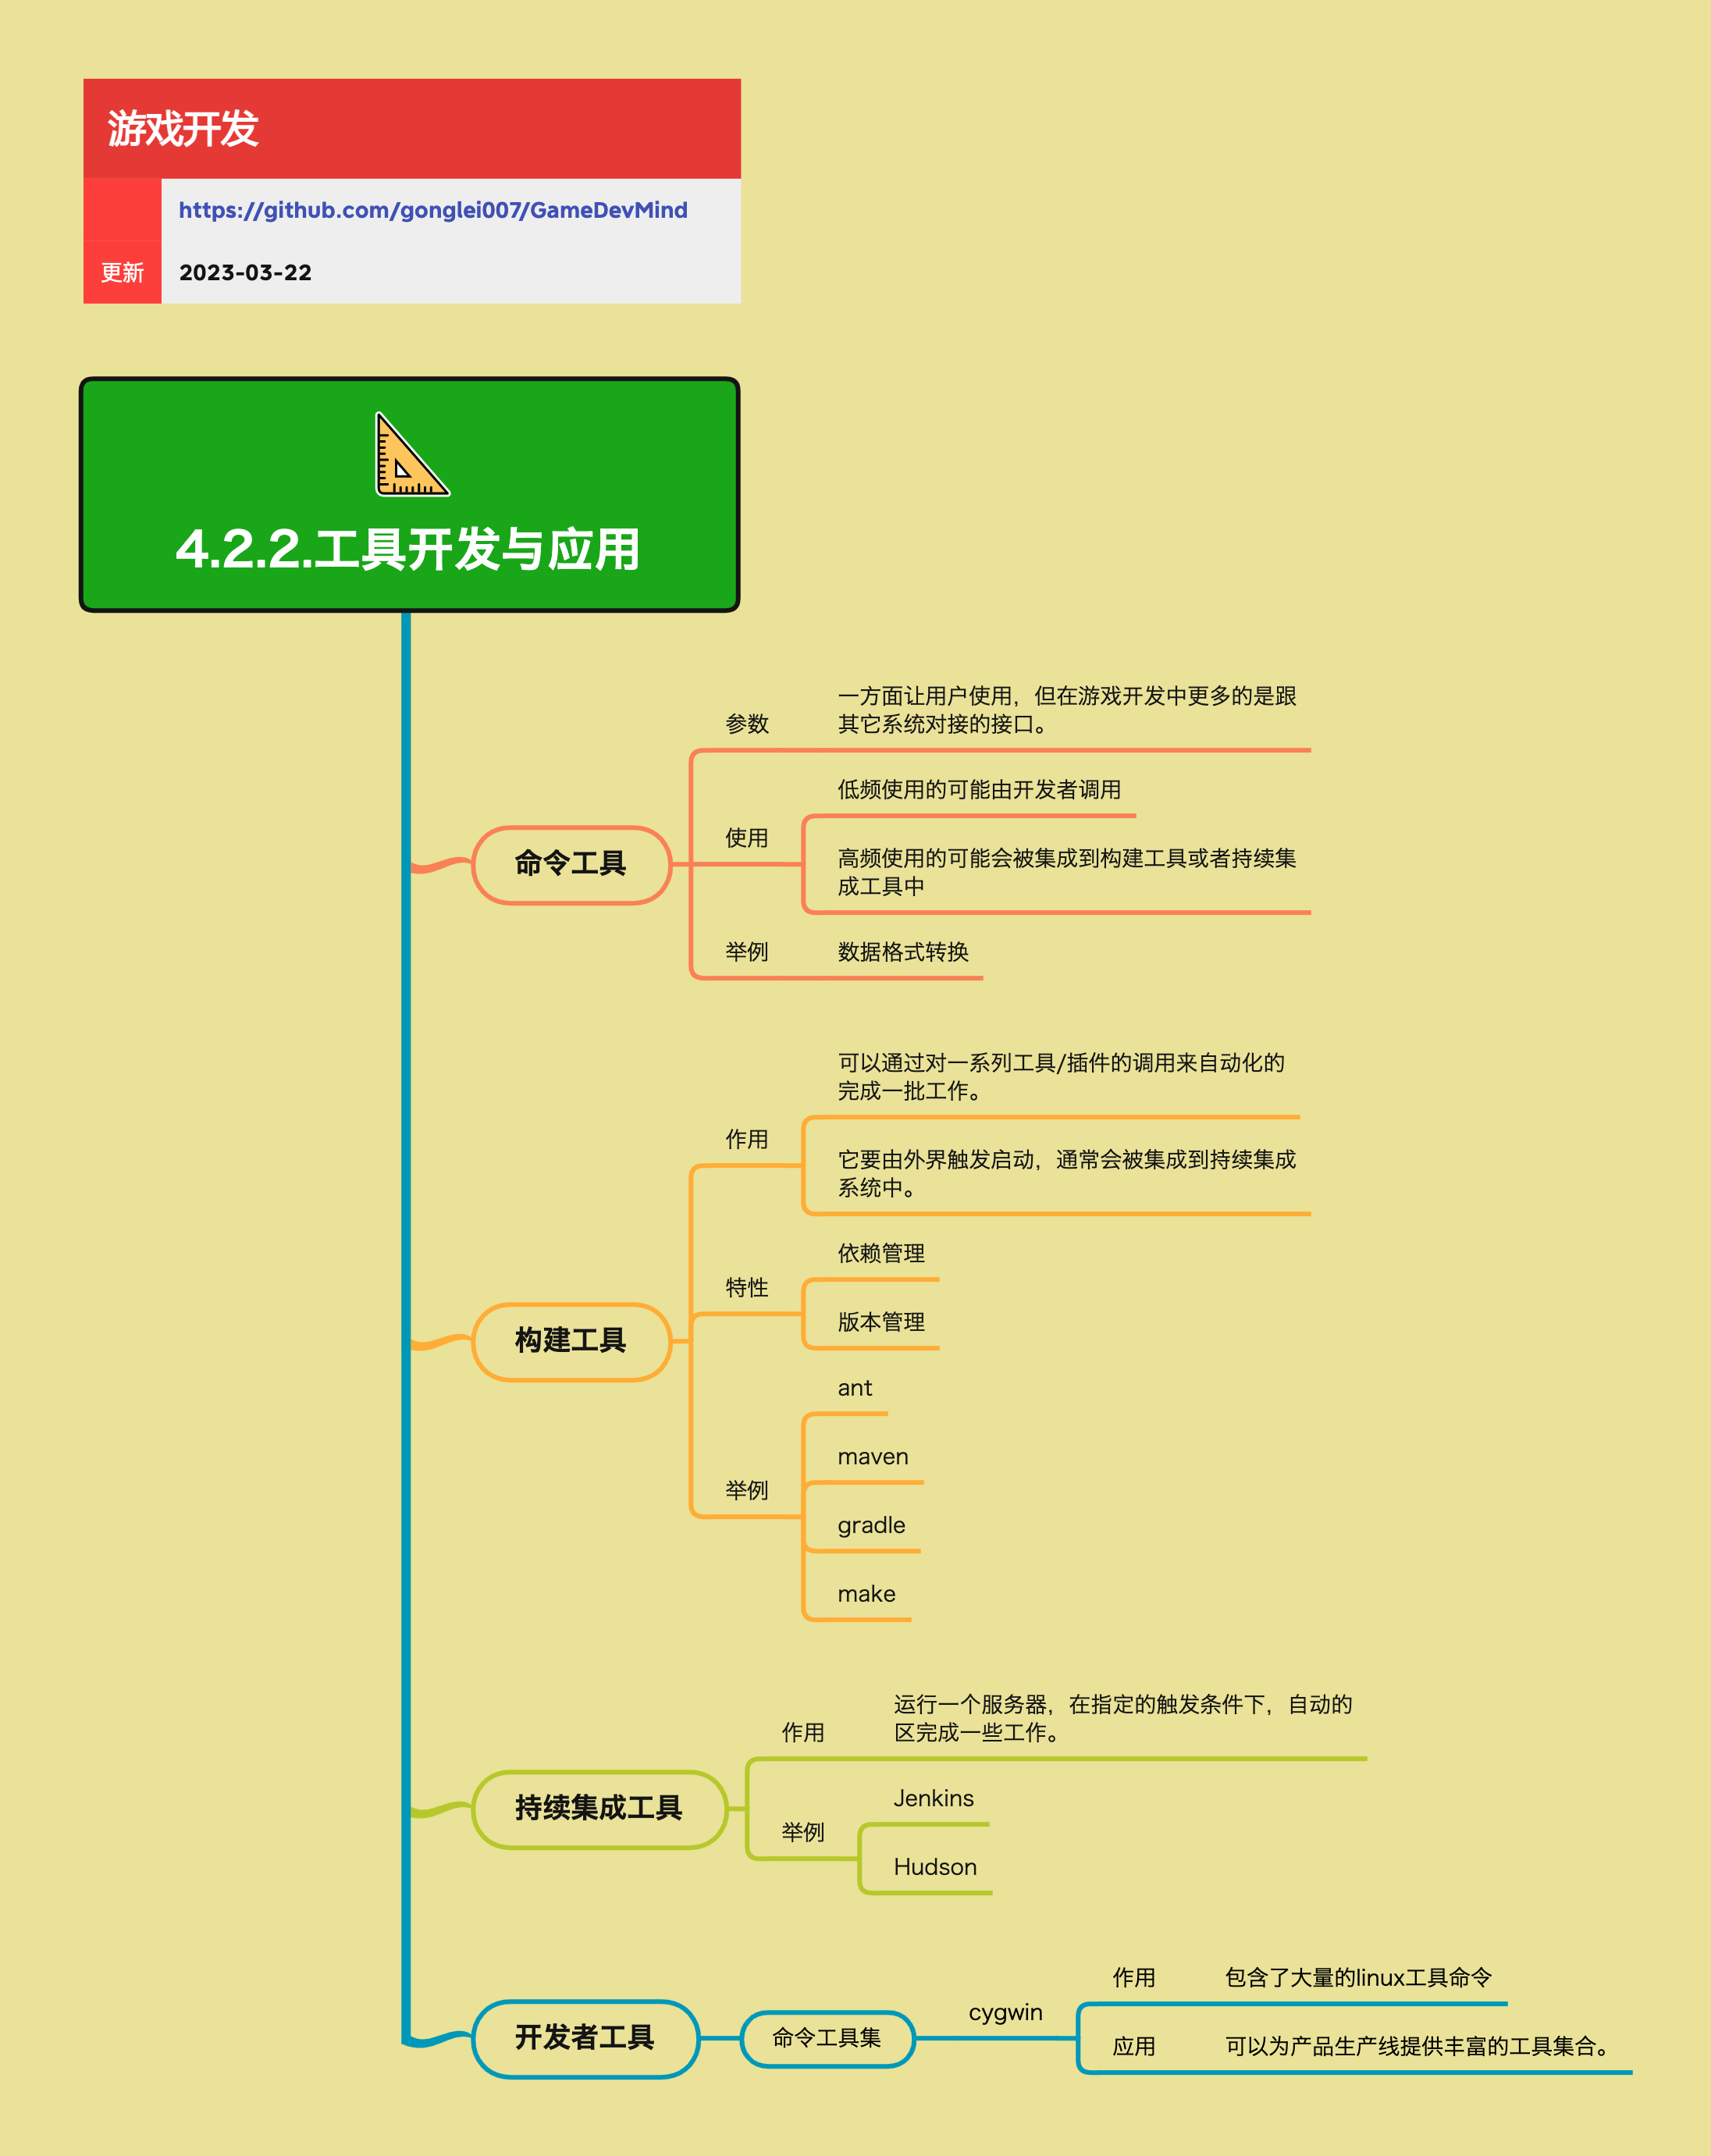 游戏开发
https://github.com/gonglei007/GameDevMind
更新 2023-03-22
4.2.2.工具开发与应用
命令工具
参数
一方面让用户使用，但在游戏开发中更多的是跟
其它系统对接的接口。
使用
低频使用的可能由开发者调用
高频使用的可能会被集成到构建工具或者持续集
成工具中
举例
数据格式转换
构建工具
作用
可以通过对一系列工具/插件的调用来自动化的
完成一批工作。
它要由外界触发启动，通常会被集成到持续集成
系统中。
特性
依赖管理
版本管理
举例
ant
maven
gradle
make
持续集成工具
作用
运行一个服务器，在指定的触发条件下，自动的
区完成一些工作。
举例
Jenkins
Hudson
开发者工具
命令工具集
cygwin
作用
包含了大量的linux工具命令
应用
可以为产品生产线提供丰富的工具集合。